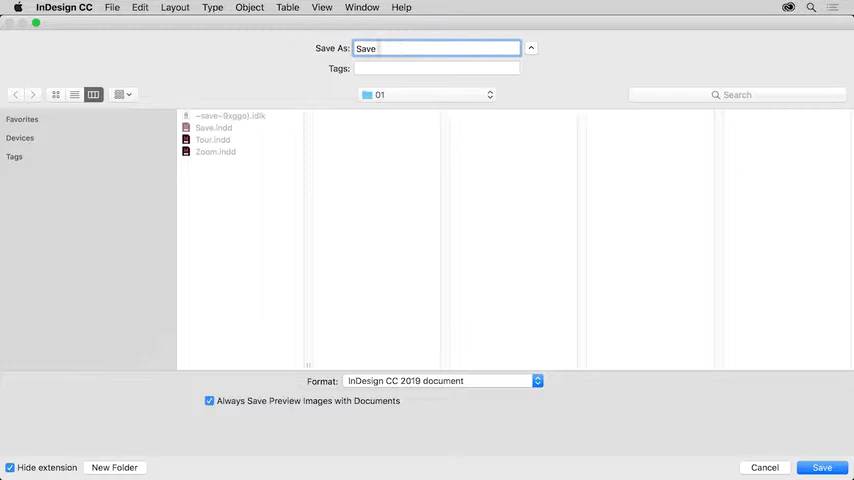 InDesign CC File Edit Layout Type Object Table View Window Help
Save As: Save
Tags:
01
Search
Favorites
Devices
Tags
~save~9xggo).idlk
Save.indd
Tour.indd
Zoom.indd
Format: InDesign CC 2019 document
Always Save Preview Images with Documents
Hide extension New Folder Cancel Save